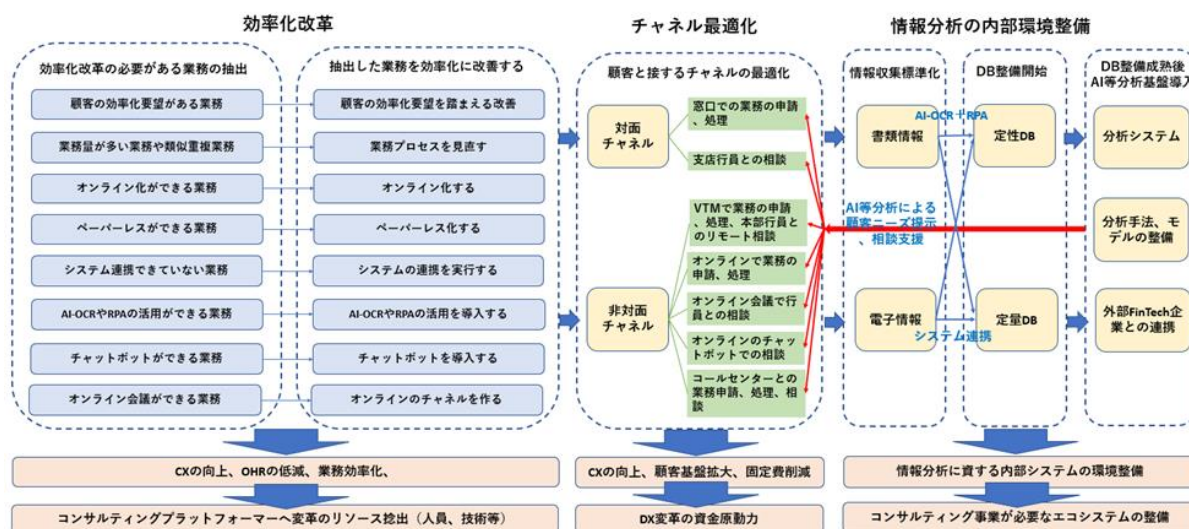 効率化改革
チャネル最適化
情報分析の内部環境整備
効率化改革の必要がある業務の抽出
抽出した業務を効率化に改善する
顧客の効率化要望がある業務
顧客の効率化要望を踏まえる改善
業務量が多い業務や類似重複業務
業務プロセスを見直す
オンライン化ができる業務
オンライン化する
ペーパーレスができる業務
ペーパーレス化する
システム連携できていない業務
システムの連携を実行する
AI-OCRやRPAの活用ができる業務
AI-OCRやRPAの活用を導入する
チャットボットができる業務
チャットボットを導入する
オンライン会議ができる業務
オンラインのチャネルを作る
顧客と接するチャネルの最適化
対面
チャネル
窓口での業務の申請
、処理
支店行員との相談
非対面
チャネル
VTMで業務の申請
、処理、本部行員と
のリモート相談
オンラインで業務の
申請、処理
オンライン会議で行
員との相談
オンラインのチャッ
トボットでの相談
コールセンターとの
業務申請、処理、相
談
情報収集標準化
DB整備開始
DB整備成熟後
AI等分析基盤導入
AI-OCR+RPA
書類情報
定性DB
分析システム
AI等分析による
顧客ニーズ提示
、相談支援
分析手法、モ
デルの整備
電子情報
定量DB
システム連携
外部FinTech企
業との連携
CXの向上、OHRの低減、業務効率化、
CXの向上、顧客基盤拡大、固定費削減
情報分析に資する内部システムの環境整備
コンサルティングプラットフォーマーへ変革のリソース捻出（人員、技術等）
DX変革の資金原動力
コンサルティング事業が必要なエコシステムの整備